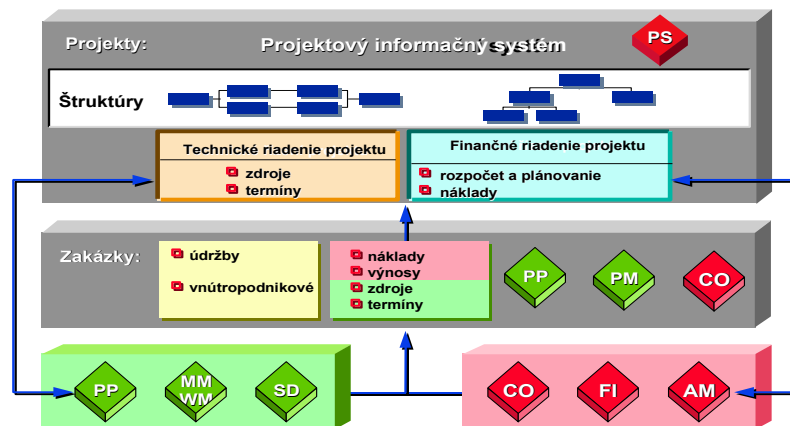 Projekty:
Projektový informačný systém
PS
Štruktúry
Technické riadenie projektu
zdroje
termíny
Finančné riadenie projektu
rozpočet a plánovanie
náklady
Zakázky:
údržby
vnútropodnikové
náklady
výnosy
zdroje
termíny
PP
PM
CO
PP
MM
WM
SD
CO
FI
AM